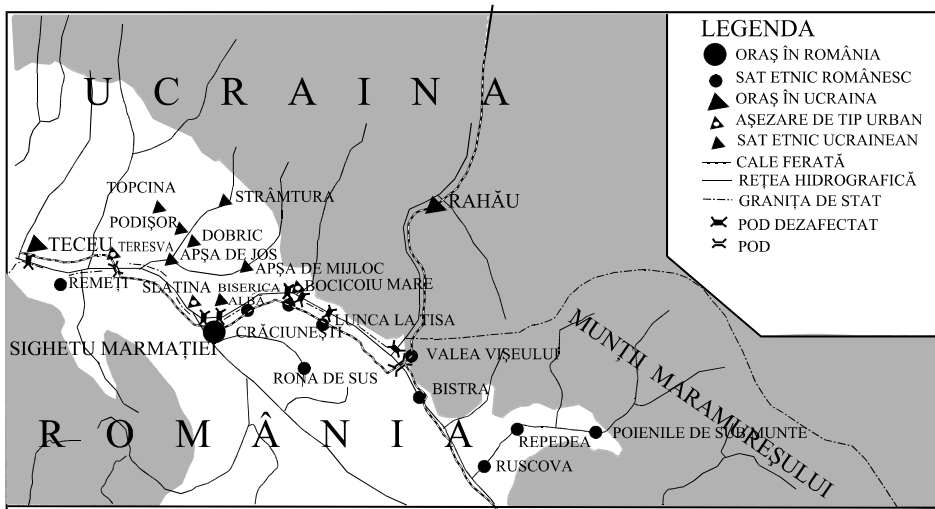 LEGENDA
ORAŞ ÎN ROMÂNIA
SAT ETNIC ROMÂNESC
ORAŞ ÎN UCRAINA
AŞEZARE DE TIP URBAN
SAT ETNIC UCRAINEAN
CALE FERATĂ
REŢEA HIDROGRAFICĂ
GRANIŢA DE STAT
POD DEZAFECTAT
POD
UCRAINA
TOPCINA
STRÂMTURA
RAHĂU
PODIŞOR
DOBRIC
TECEU
TERESVA
APŞA DE JOS
APŞA DE MIJLOC
REMEŢI
SLATINA
BISERICA
ALBĂ
BOCICOIU MARE
LUNCA LA TISA
CRĂCIUNEŞTI
SIGHETU MARMAŢIEI
VALEA VIŞEULUI
RONA DE SUS
BISTRA
MUNŢII MARAMUREŞULUI
ROMÂNIA
REPEDEA
POIENILE DE SUB MUNTE
RUSCOVA